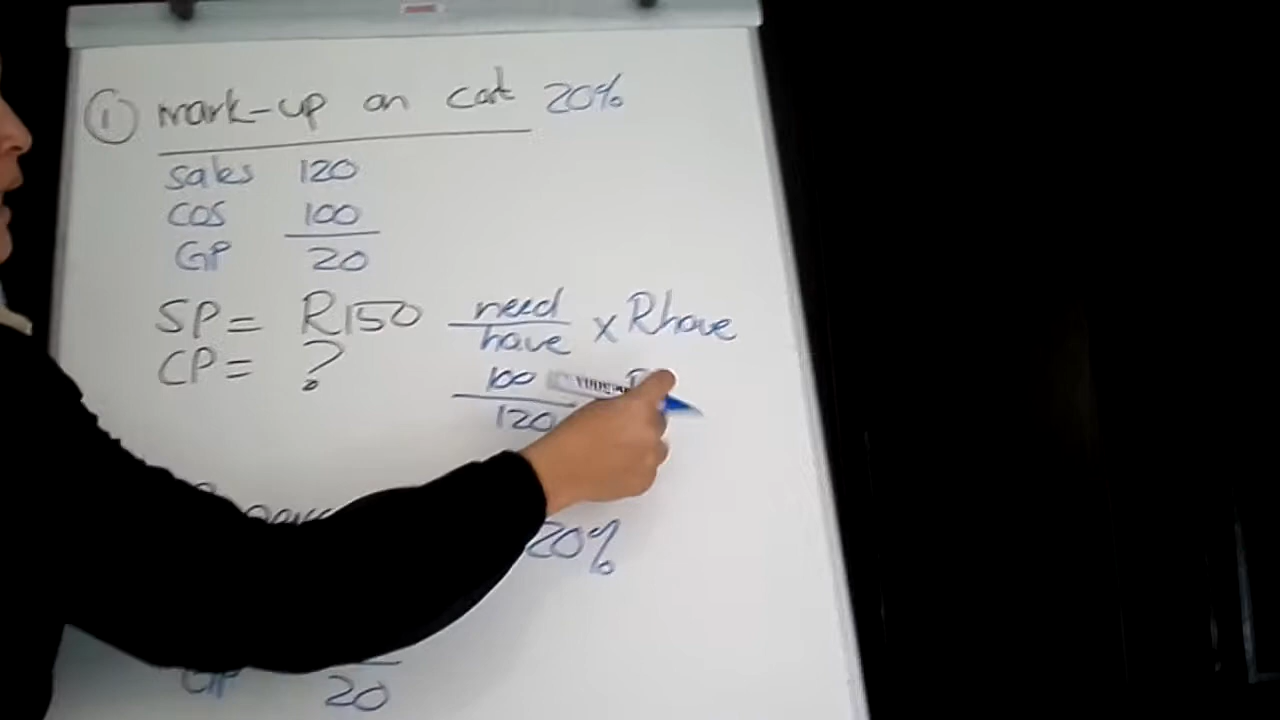 ① mark-up on cost 20%
sales 120
COS 100
GP 20
SP = R150 need/have x Rhave
CP = ? 100/120
20%
GP 20